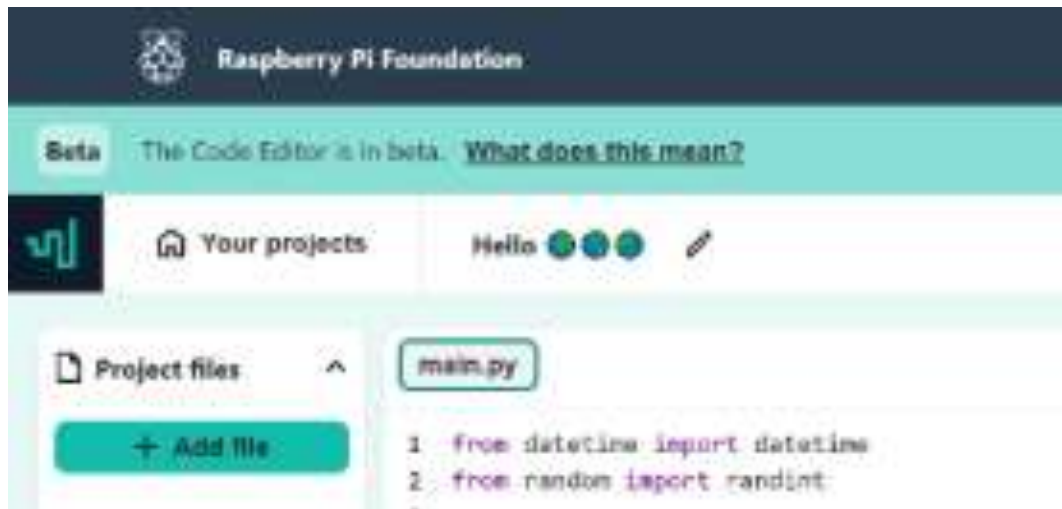 Raspberry Pi Foundation
Beta The Code Editor is in beta. What does this mean?
Your projects
Hello 🌍🌎🌏
Project files
main.py
+ Add file
1 from datetime import datetime
2 from random import randint